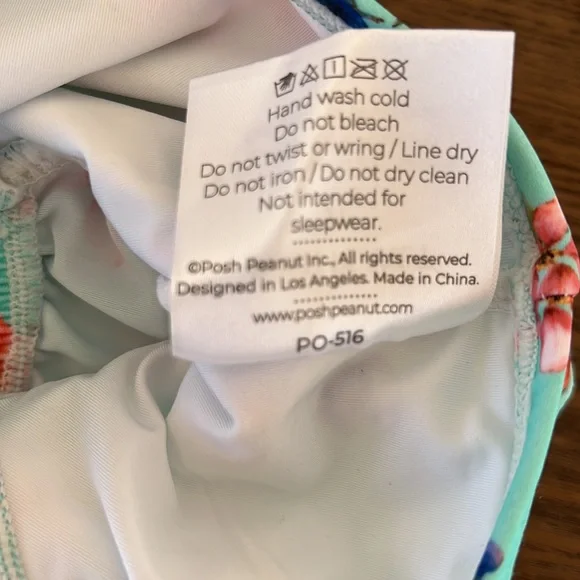 Hand wash cold
Do not bleach
Do not twist or wring / Line dry
Do not iron / Do not dry clean
Not intended for
sleepwear.
©Posh Peanut Inc., All rights reserved.
Designed in Los Angeles. Made in China.
www.poshpeanut.com
PO-516